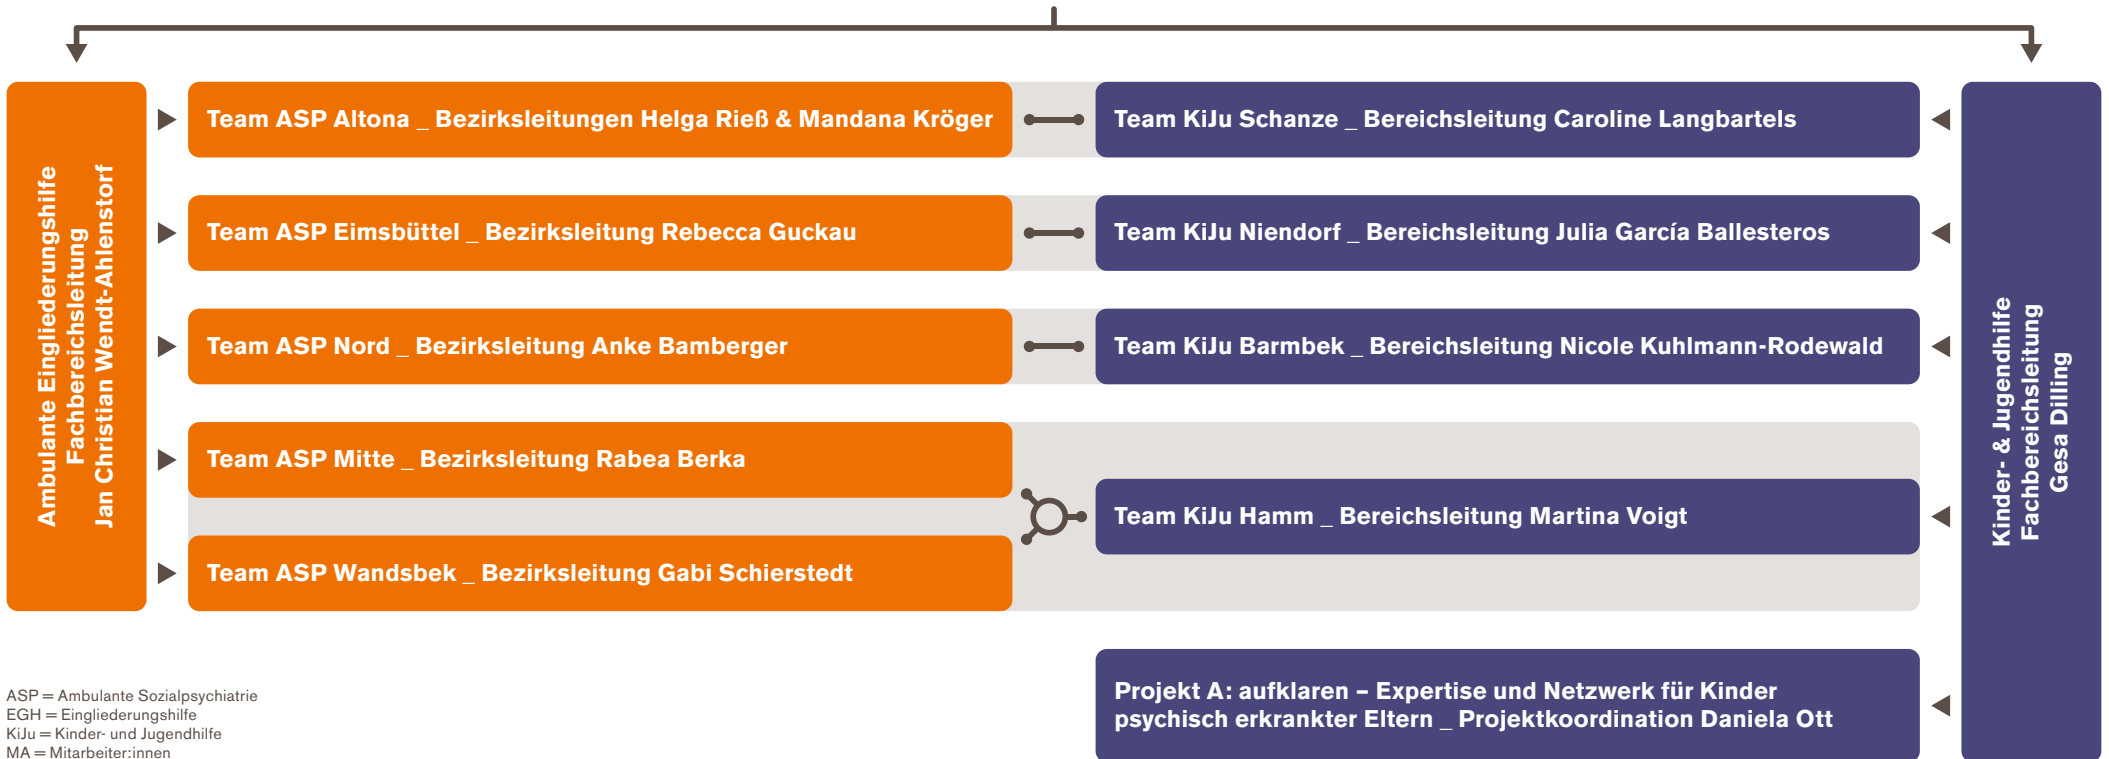 Ambulante Eingliederungshilfe
Fachbereichsleitung
Jan Christian Wendt-Ahlenstorf
Team ASP Altona _ Bezirksleitungen Helga Rieß & Mandana Kröger
Team KiJu Schanze _ Bereichsleitung Caroline Langbartels
Team ASP Eimsbüttel _ Bezirksleitung Rebecca Guckau
Team KiJu Niendorf _ Bereichsleitung Julia García Ballesteros
Team ASP Nord _ Bezirksleitung Anke Bamberger
Team KiJu Barmbek _ Bereichsleitung Nicole Kuhlmann-Rodewald
Team ASP Mitte _ Bezirksleitung Rabea Berka
Team KiJu Hamm _ Bereichsleitung Martina Voigt
Team ASP Wandsbek _ Bezirksleitung Gabi Schierstedt
Projekt A: aufklaren – Expertise und Netzwerk für Kinder
psychisch erkrankter Eltern _ Projektkoordination Daniela Ott
Kinder- & Jugendhilfe
Fachbereichsleitung
Gesa Dilling
ASP = Ambulante Sozialpsychiatrie
EGH = Eingliederungshilfe
KiJu = Kinder- und Jugendhilfe
MA = Mitarbeiter:innen